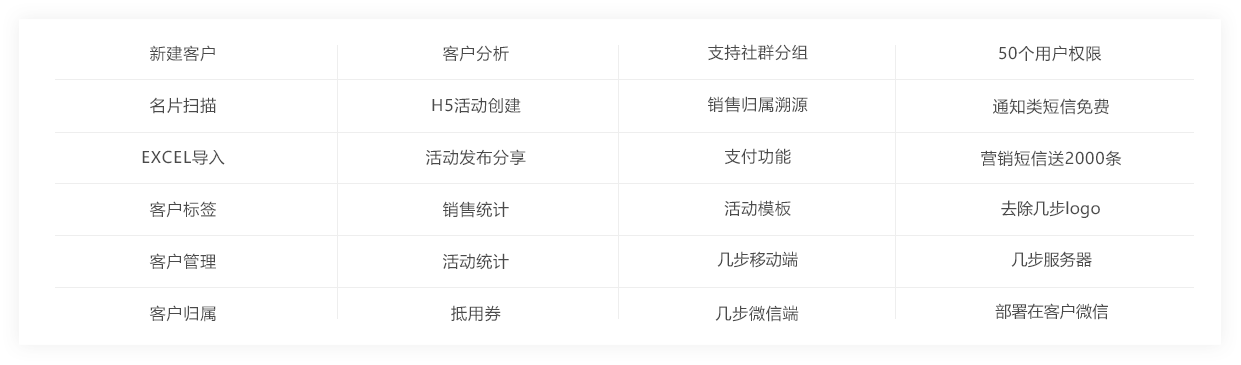 新建客户 客户分析 支持社群分组 50个用户权限
名片扫描 H5活动创建 销售归属溯源 通知类短信免费
EXCEL导入 活动发布分享 支付功能 营销短信送2000条
客户标签 销售统计 活动模板 去除几步logo
客户管理 活动统计 几步移动端 几步服务器
客户归属 抵用券 几步微信端 部署在客户微信